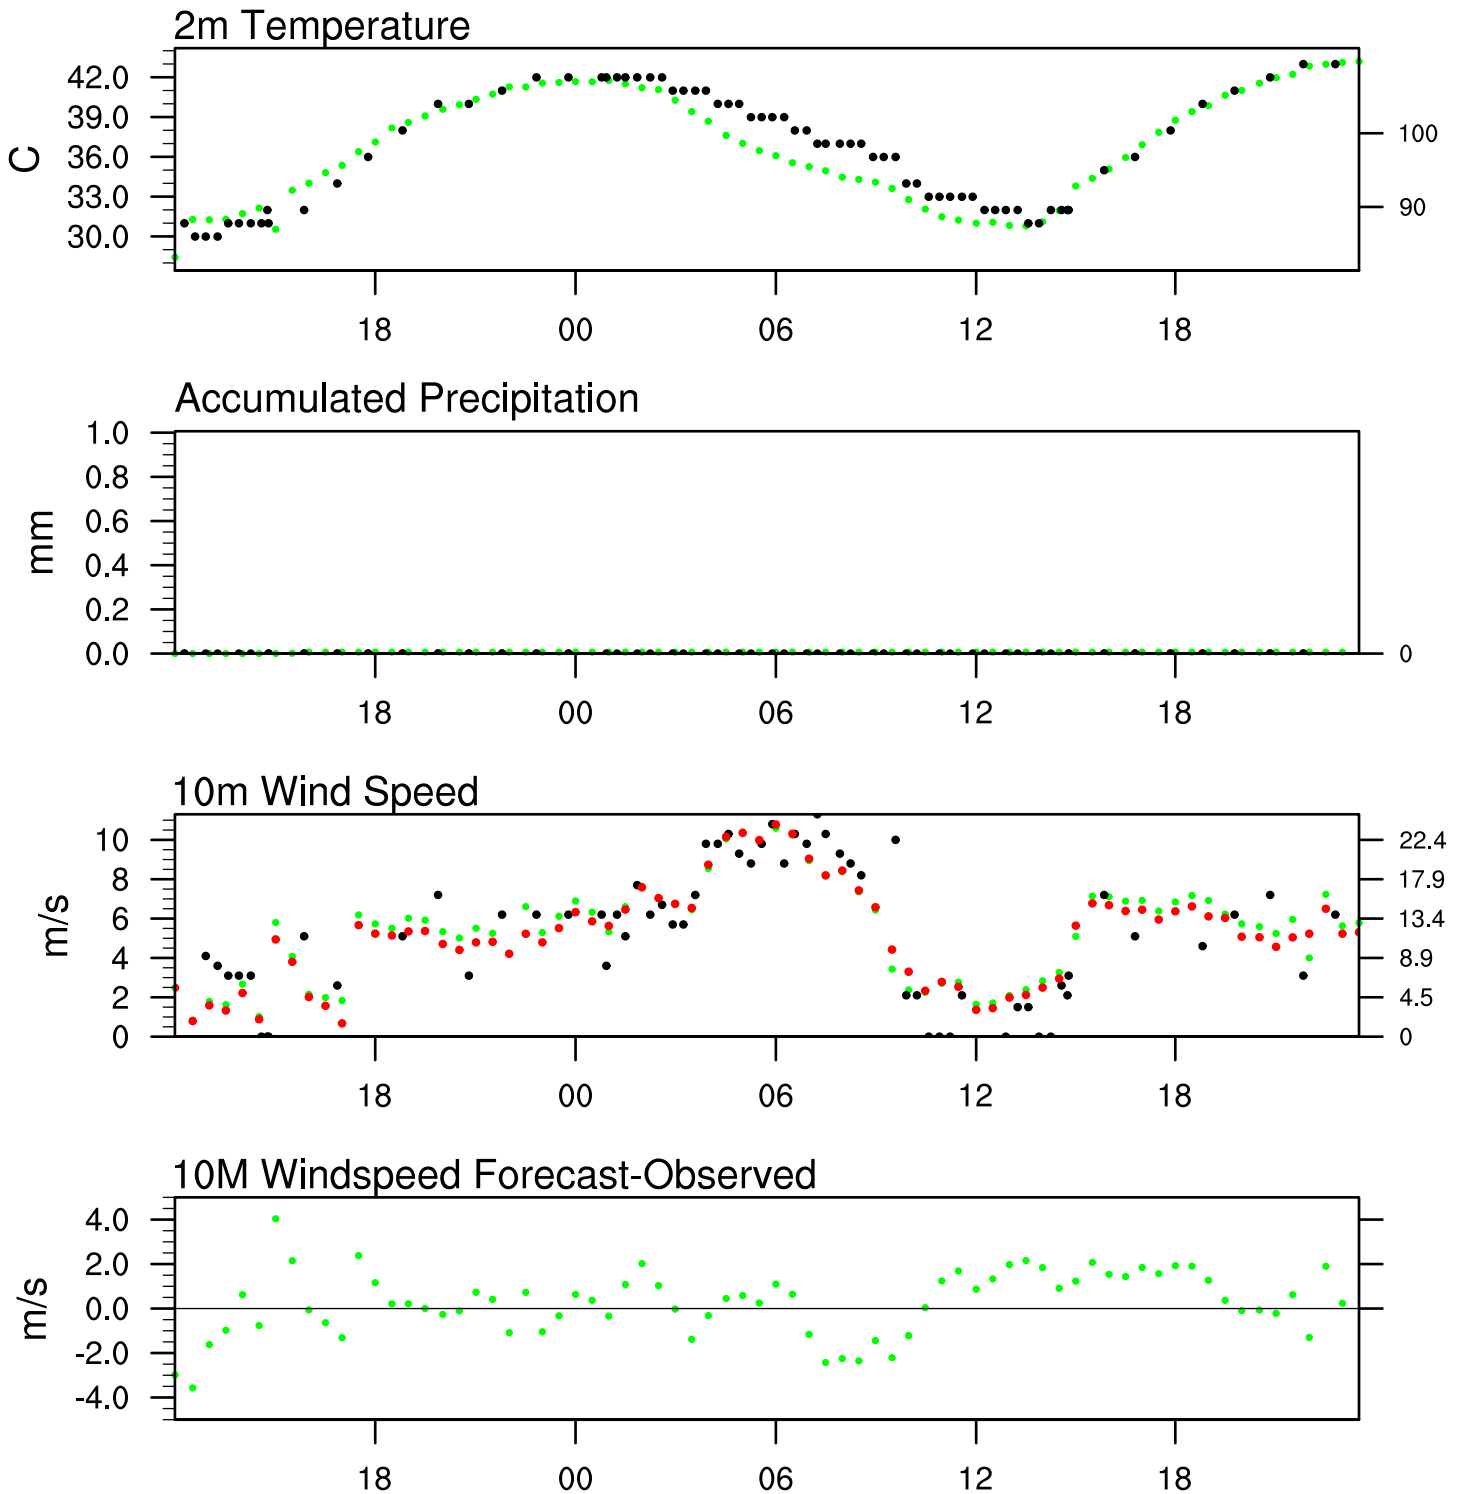 2m Temperature
42.0
39.0
36.0
33.0
30.0
C
100
90
18 00 06 12 18
Accumulated Precipitation
1.0
0.8
0.6
0.4
0.2
0.0
mm
0
18 00 06 12 18
10m Wind Speed
10
8
6
4
2
0
m/s
22.4
17.9
13.4
8.9
4.5
0
18 00 06 12 18
10M Windspeed Forecast-Observed
4.0
2.0
0.0
-2.0
-4.0
m/s
18 00 06 12 18